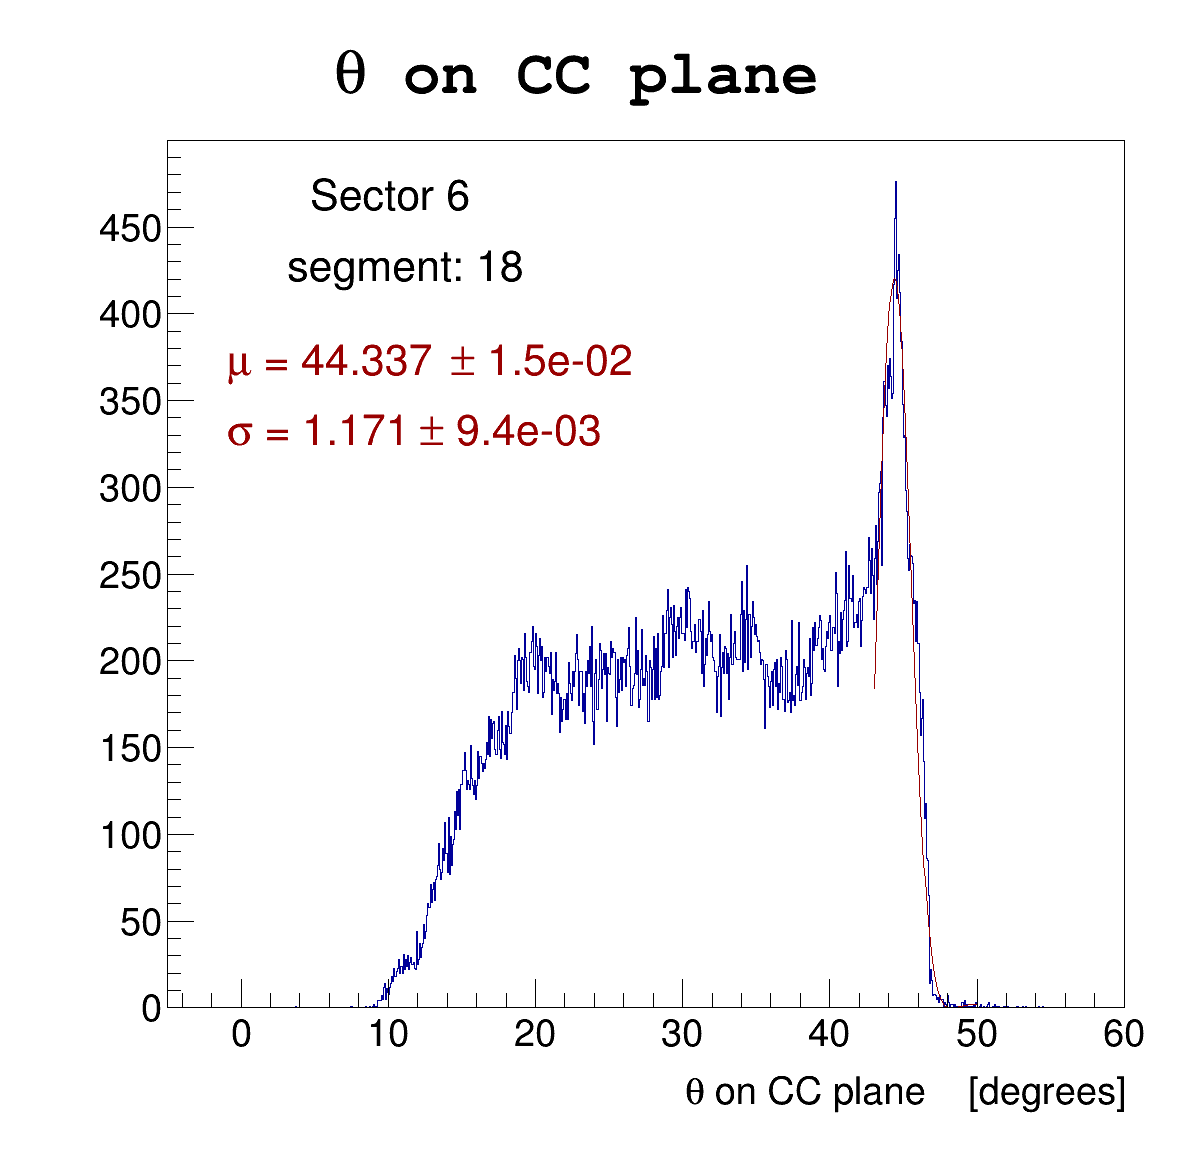 θ on CC plane
Sector 6
segment: 18
μ = 44.337 ± 1.5e-02
σ = 1.171 ± 9.4e-03
450
400
350
300
250
200
150
100
50
0
0 10 20 30 40 50 60
θ on CC plane [degrees]